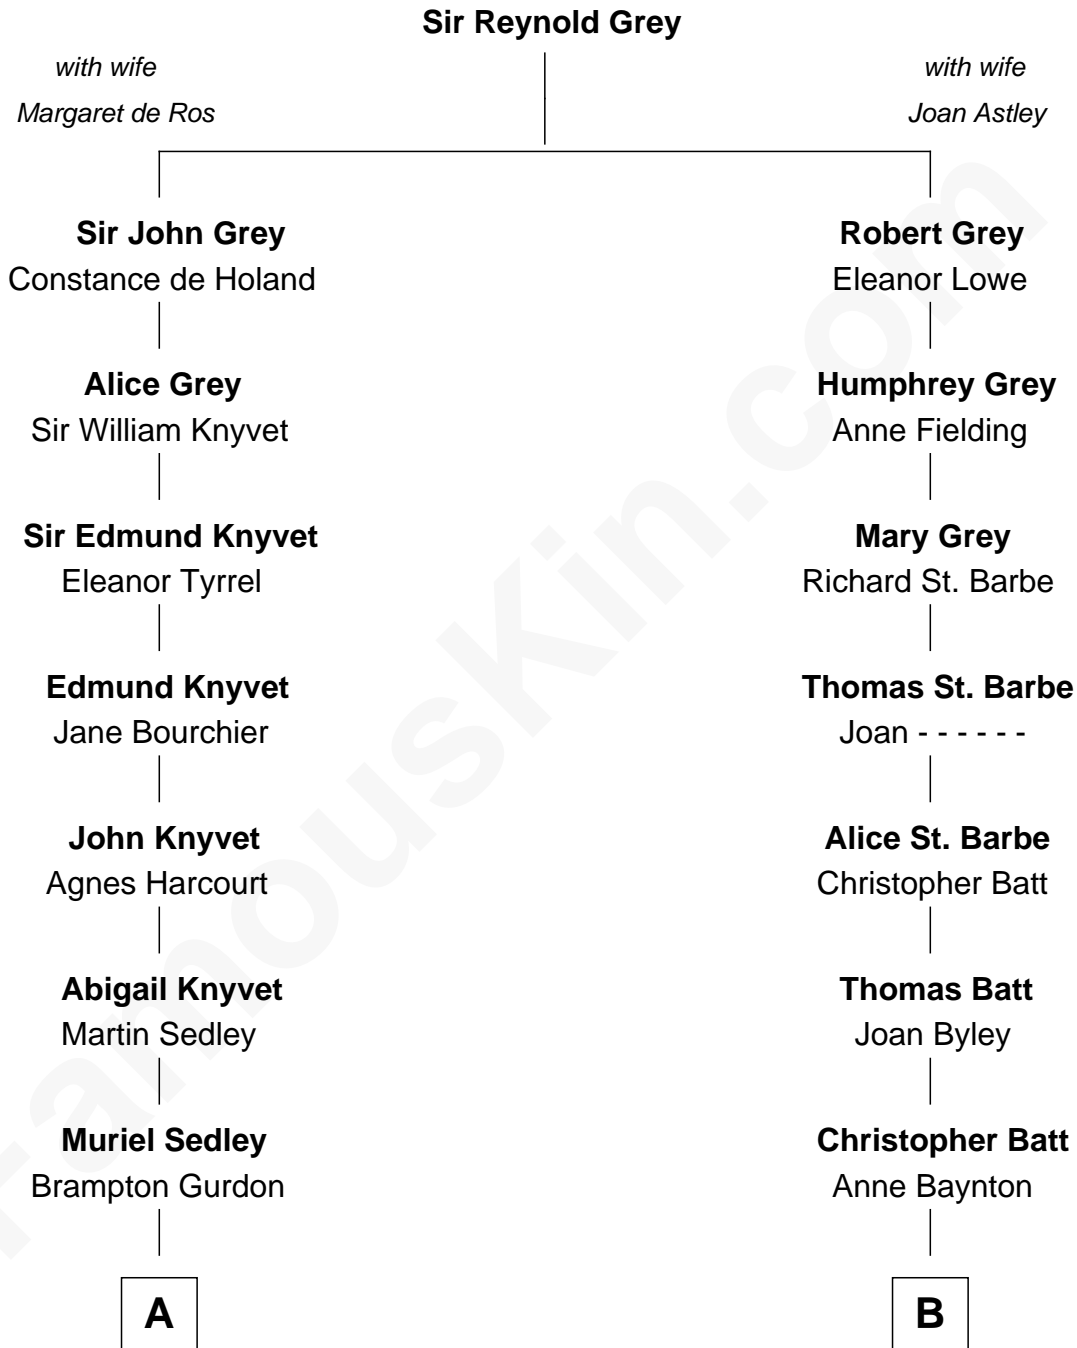 Sir Reynold Grey
with wife
Margaret de Ros
with wife
Joan Astley
Sir John Grey
Constance de Holand
Robert Grey
Eleanor Lowe
Alice Grey
Sir William Knyvet
Humphrey Grey
Anne Fielding
Sir Edmund Knyvet
Eleanor Tyrrel
Mary Grey
Richard St. Barbe
Edmund Knyvet
Jane Bourchier
Thomas St. Barbe
Joan - - - - - -
John Knyvet
Agnes Harcourt
Alice St. Barbe
Christopher Batt
Abigail Knyvet
Martin Sedley
Thomas Batt
Joan Byley
Muriel Sedley
Brampton Gurdon
Christopher Batt
Anne Baynton
A
B
FamousKin.com